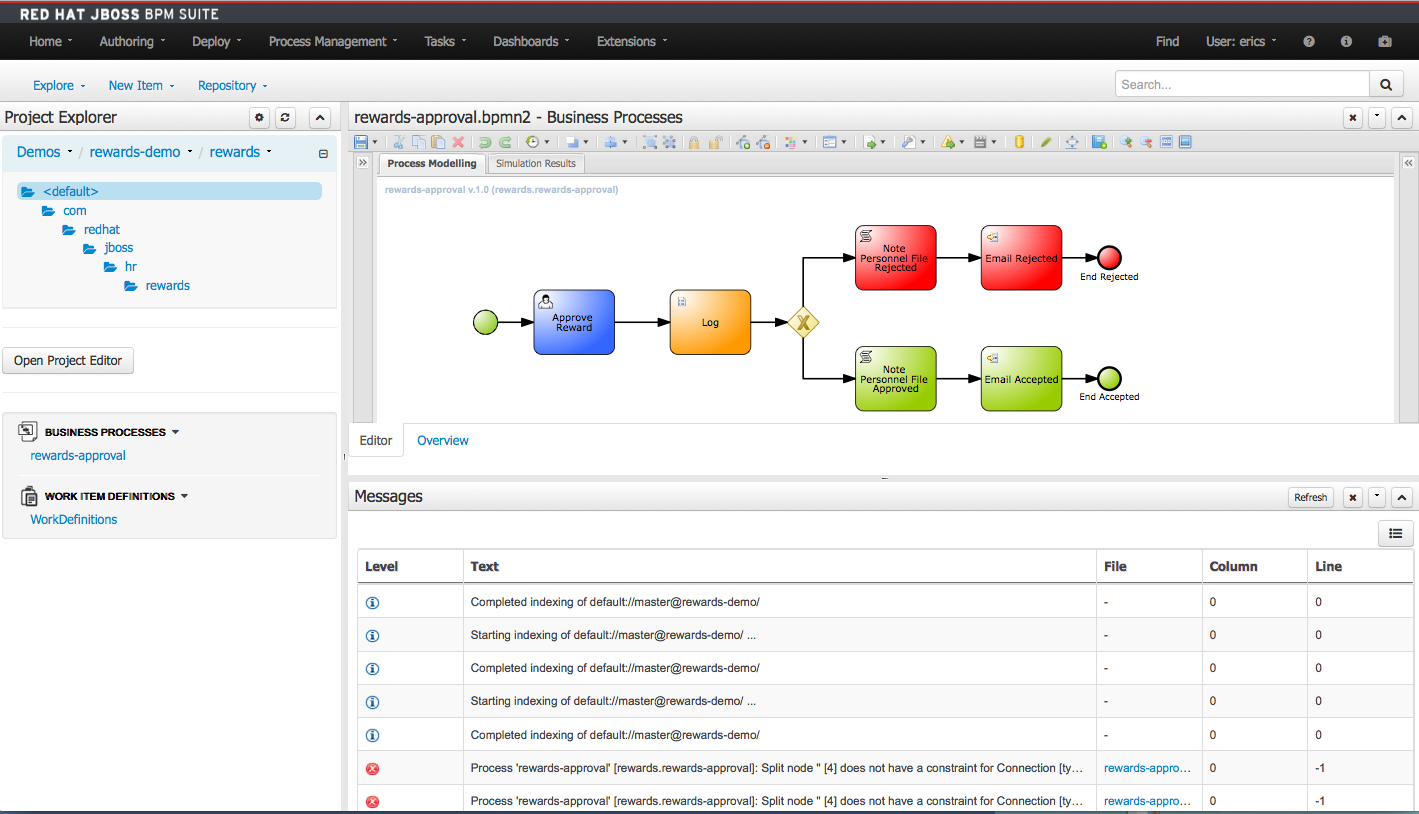 RED HAT JBOSS BPM SUITE
Home Authoring Deploy Process Management Tasks Dashboards Extensions Find User: erics
Explore New Item Repository Search...
Project Explorer
Demos / rewards-demo / rewards
<default>
com
redhat
jboss
hr
rewards
Open Project Editor
BUSINESS PROCESSES
rewards-approval
WORK ITEM DEFINITIONS
WorkDefinitions
rewards-approval.bpmn2 - Business Processes
Process Modelling Simulation Results
rewards-approval v.1.0 (rewards.rewards-approval)
Approve
Reward
Log
Note
Personnel File
Rejected
Email Rejected
End Rejected
Note
Personnel File
Approved
Email Accepted
End Accepted
Editor Overview
Messages Refresh
Level Text File Column Line
Completed indexing of default://master@rewards-demo/ - 0 0
Starting indexing of default://master@rewards-demo/ ... - 0 0
Completed indexing of default://master@rewards-demo/ - 0 0
Starting indexing of default://master@rewards-demo/ ... - 0 0
Completed indexing of default://master@rewards-demo/ - 0 0
Process 'rewards-approval' [rewards.rewards-approval]: Split node '' [4] does not have a constraint for Connection [ty... rewards-appro... 0 -1
Process 'rewards-approval' [rewards.rewards-approval]: Split node '' [4] does not have a constraint for Connection [ty... rewards-appro... 0 -1